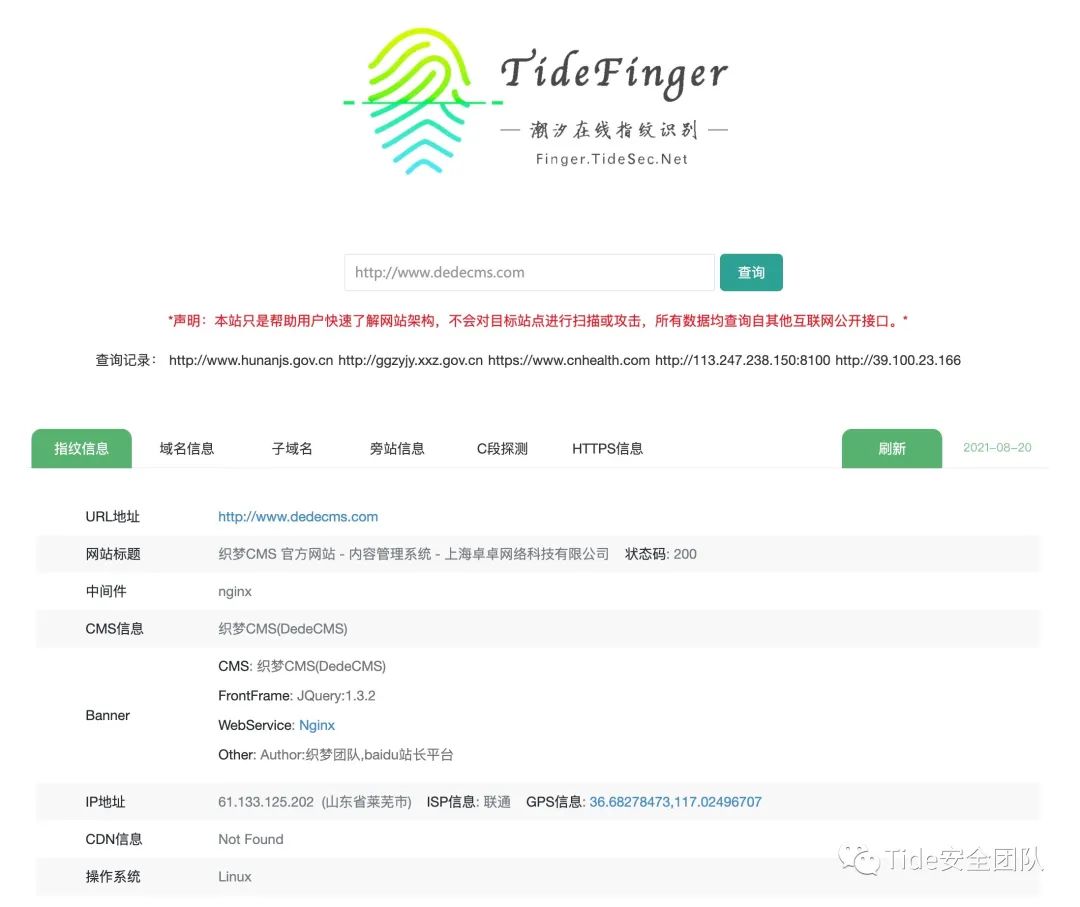 TideFinger
— 潮汐在线指纹识别 —
Finger.TideSec.Net
http://www.dedecms.com 查询
*声明：本站只是帮助用户快速了解网站架构，不会对目标站点进行扫描或攻击，所有数据均查询自其他互联网公开接口。*
查询记录： http://www.hunanjs.gov.cn http://ggzyjy.xxz.gov.cn https://www.cnhealth.com http://113.247.238.150:8100 http://39.100.23.166
指纹信息 域名信息 子域名 旁站信息 C段探测 HTTPS信息 刷新 2021-08-20
URL地址 http://www.dedecms.com
网站标题 织梦CMS 官方网站 - 内容管理系统 - 上海卓卓网络科技有限公司 状态码: 200
中间件 nginx
CMS信息 织梦CMS(DedeCMS)
CMS: 织梦CMS(DedeCMS)
FrontFrame: JQuery:1.3.2
Banner
WebService: Nginx
Other: Author:织梦团队,baidu站长平台
IP地址 61.133.125.202 (山东省莱芜市) ISP信息: 联通 GPS信息: 36.68278473,117.02496707
CDN信息 Not Found
操作系统 Linux
Tide安全团队